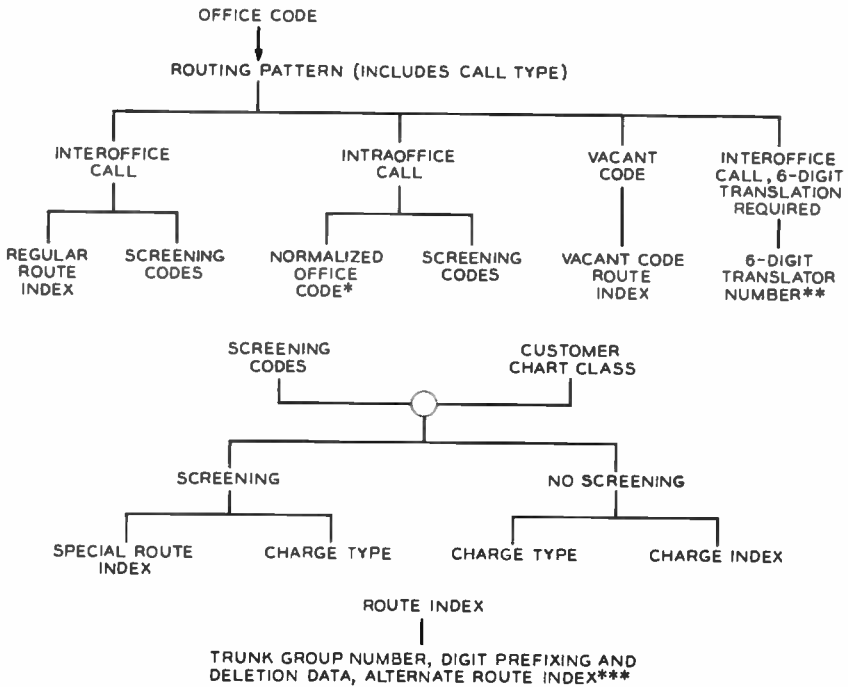 OFFICE CODE
ROUTING PATTERN (INCLUDES CALL TYPE)
INTEROFFICE
CALL
INTRAOFFICE
CALL
VACANT
CODE
INTEROFFICE
CALL, 6-DIGIT
TRANSLATION
REQUIRED
REGULAR
ROUTE
INDEX
SCREENING
CODES
NORMALIZED
OFFICE
CODE*
SCREENING
CODES
VACANT CODE
ROUTE
INDEX
6-DIGIT
TRANSLATOR
NUMBER**
SCREENING
CODES
CUSTOMER
CHART CLASS
SCREENING
NO SCREENING
SPECIAL ROUTE
INDEX
CHARGE TYPE
CHARGE TYPE
CHARGE INDEX
ROUTE INDEX
TRUNK GROUP NUMBER, DIGIT PREFIXING AND
DELETION DATA, ALTERNATE ROUTE INDEX***